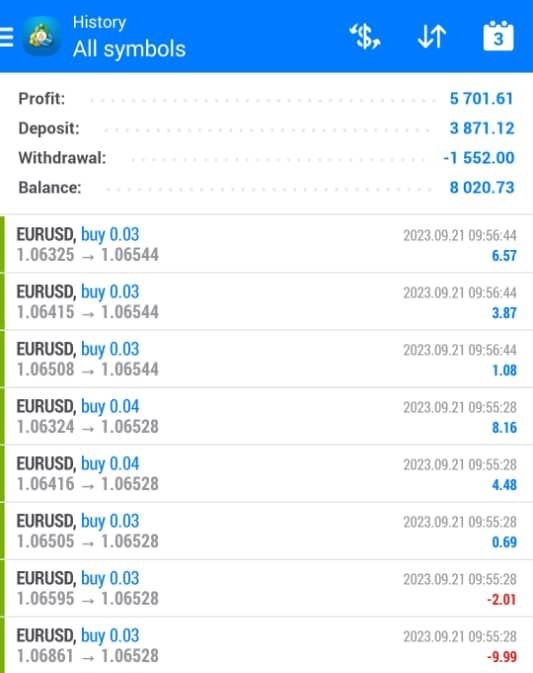 History
All symbols
3
Profit: 5 701.61
Deposit: 3 871.12
Withdrawal: -1 552.00
Balance: 8 020.73
EURUSD, buy 0.03 2023.09.21 09:56:44
1.06325 → 1.06544 6.57
EURUSD, buy 0.03 2023.09.21 09:56:44
1.06415 → 1.06544 3.87
EURUSD, buy 0.03 2023.09.21 09:56:44
1.06508 → 1.06544 1.08
EURUSD, buy 0.04 2023.09.21 09:55:28
1.06324 → 1.06528 8.16
EURUSD, buy 0.04 2023.09.21 09:55:28
1.06416 → 1.06528 4.48
EURUSD, buy 0.03 2023.09.21 09:55:28
1.06505 → 1.06528 0.69
EURUSD, buy 0.03 2023.09.21 09:55:28
1.06595 → 1.06528 -2.01
EURUSD, buy 0.03 2023.09.21 09:55:28
1.06861 → 1.06528 -9.99